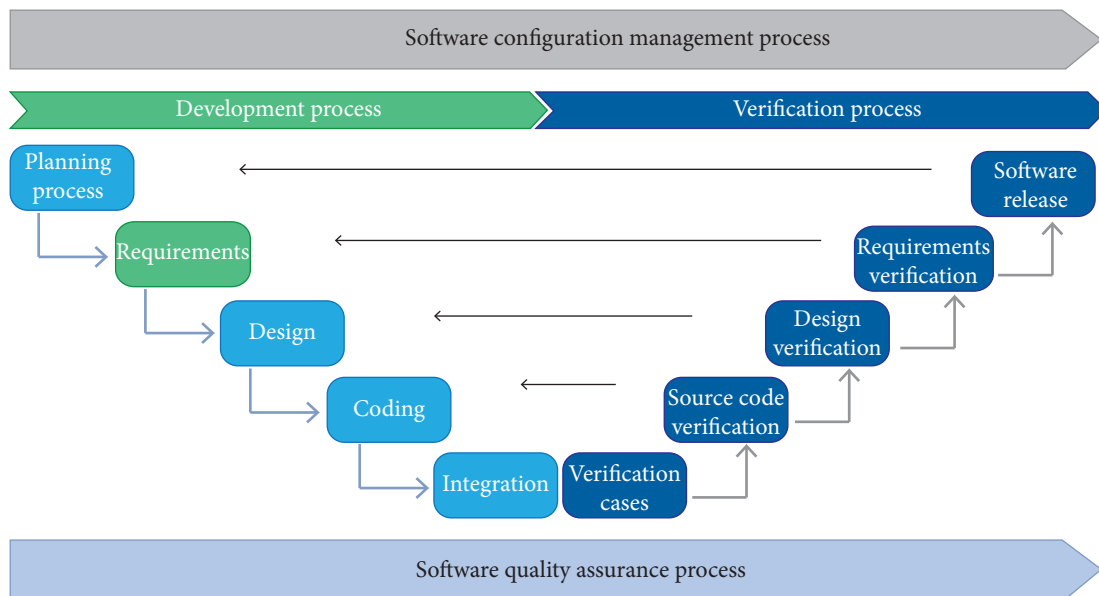 Software configuration management process
Development process
Verification process
Planning
process
Software
release
Requirements
Requirements
verification
Design
Design
verification
Coding
Source code
verification
Integration
Verification
cases
Software quality assurance process